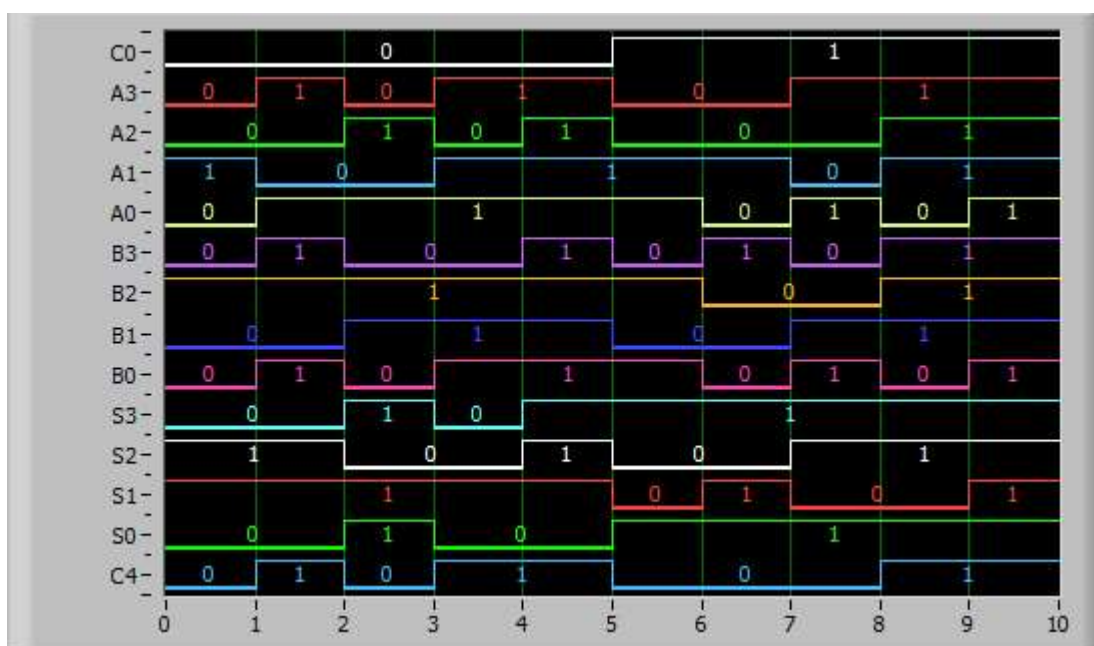 C0 0 1
A3 0 1 0 1 0 1
A2 0 1 0 1 0 1
A1 1 0 1 0 1
A0 0 1 0 1 0 1
B3 0 1 0 1 0 1 0 1
B2 1 0 1
B1 0 1 0 1
B0 0 1 0 1 0 1 0 1
S3 0 1 0 1
S2 1 0 1 0 1
S1 1 0 1 0 1
S0 0 1 0 1
C4 0 1 0 1 0 1
0 1 2 3 4 5 6 7 8 9 10